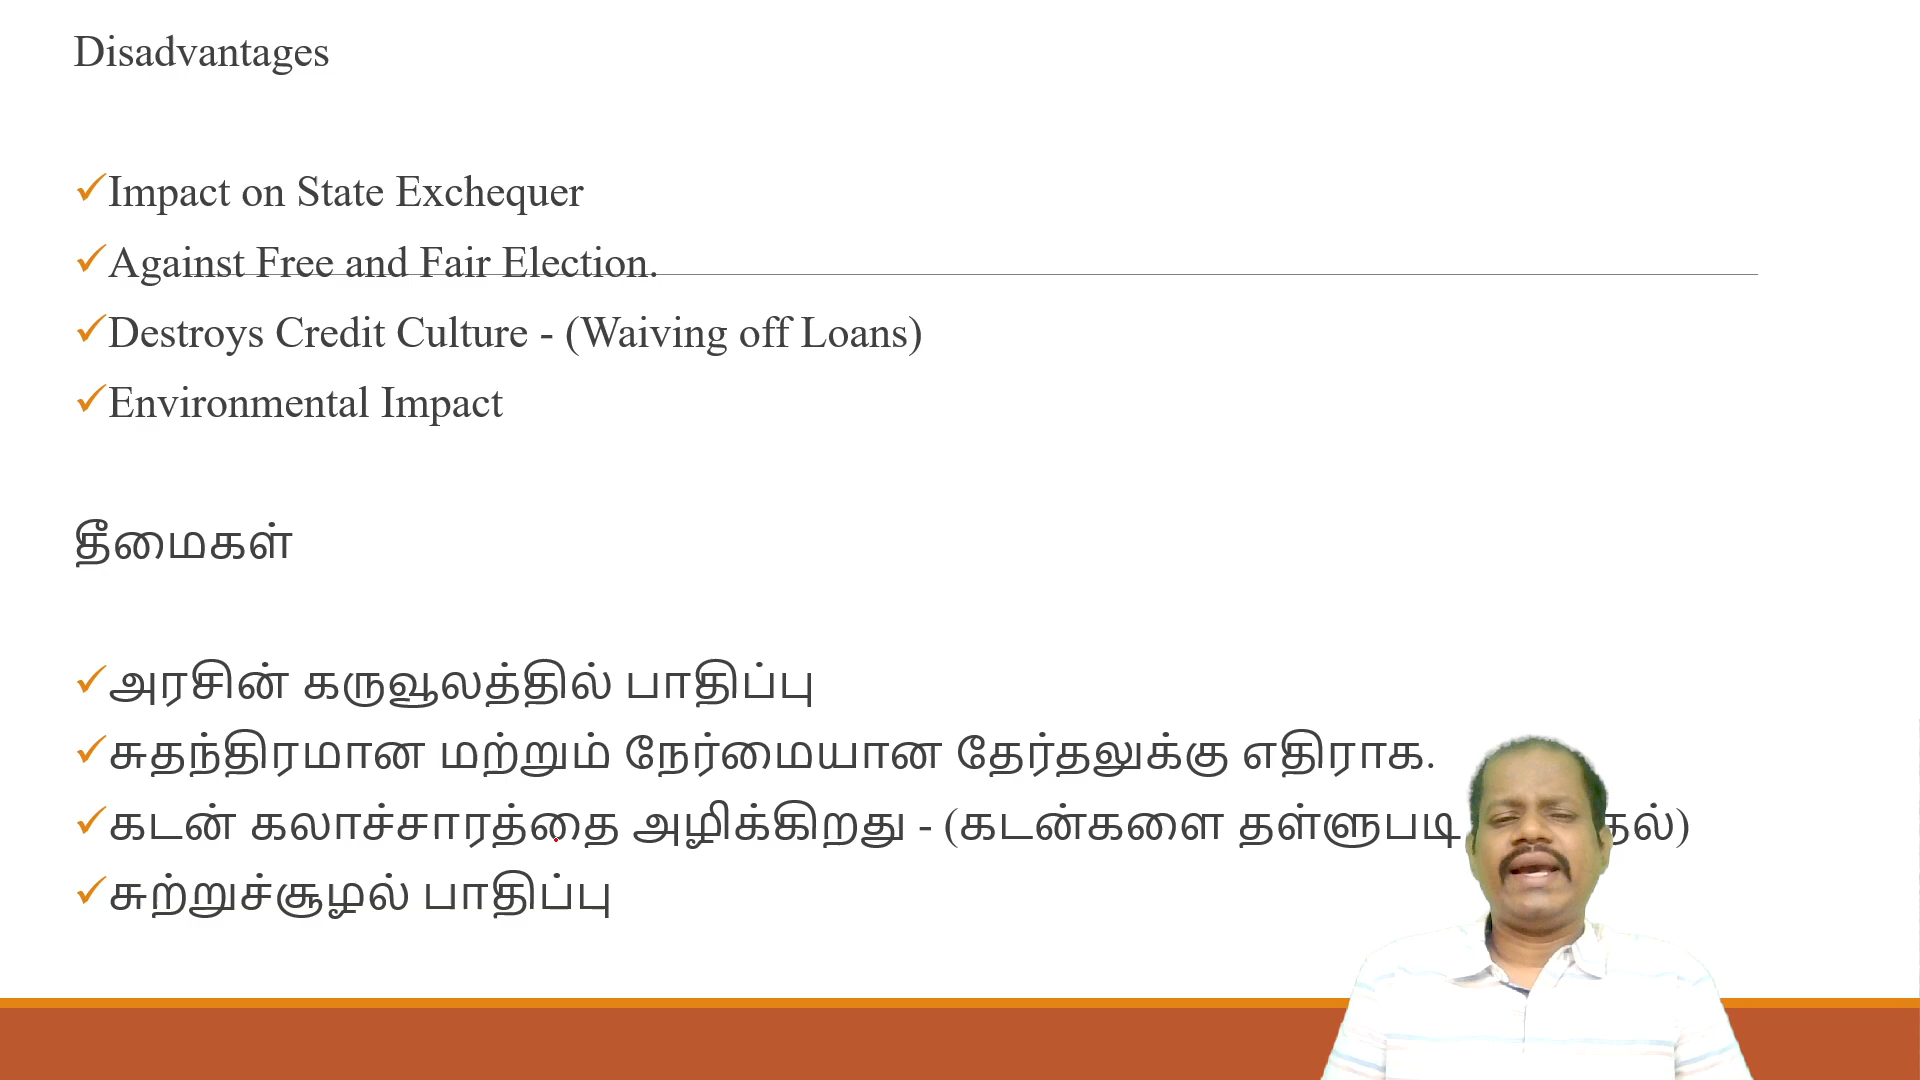 Disadvantages
✓Impact on State Exchequer
✓Against Free and Fair Election.
✓Destroys Credit Culture - (Waiving off Loans)
✓Environmental Impact
தீமைகள்
✓அரசின் கருவூலத்தில் பாதிப்பு
✓சுதந்திரமான மற்றும் நேர்மையான தேர்தலுக்கு எதிராக.
✓கடன் கலாச்சாரத்தை அழிக்கிறது - (கடன்களை தள்ளுபடி
✓சுற்றுச்சூழல் பாதிப்பு